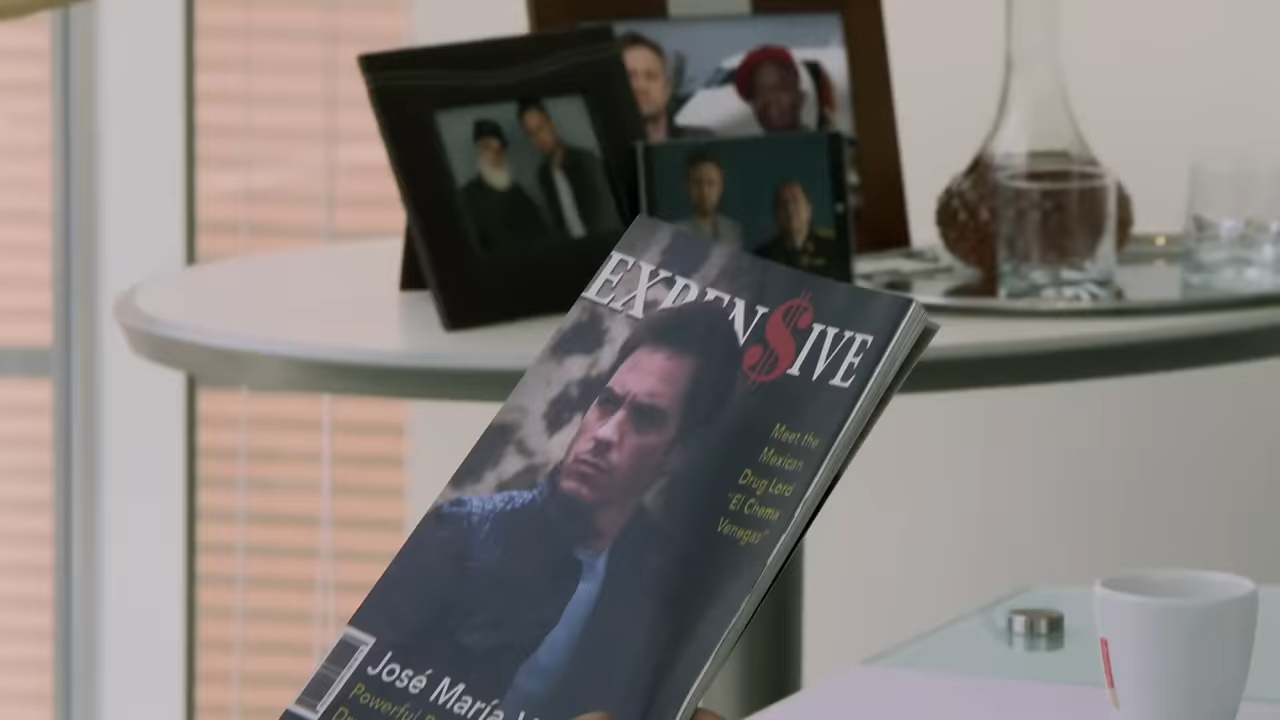 EXPEN$IVE
Meet the
Mexican
Drug Lord
"El Chema
Venegas"
José María
Powerful